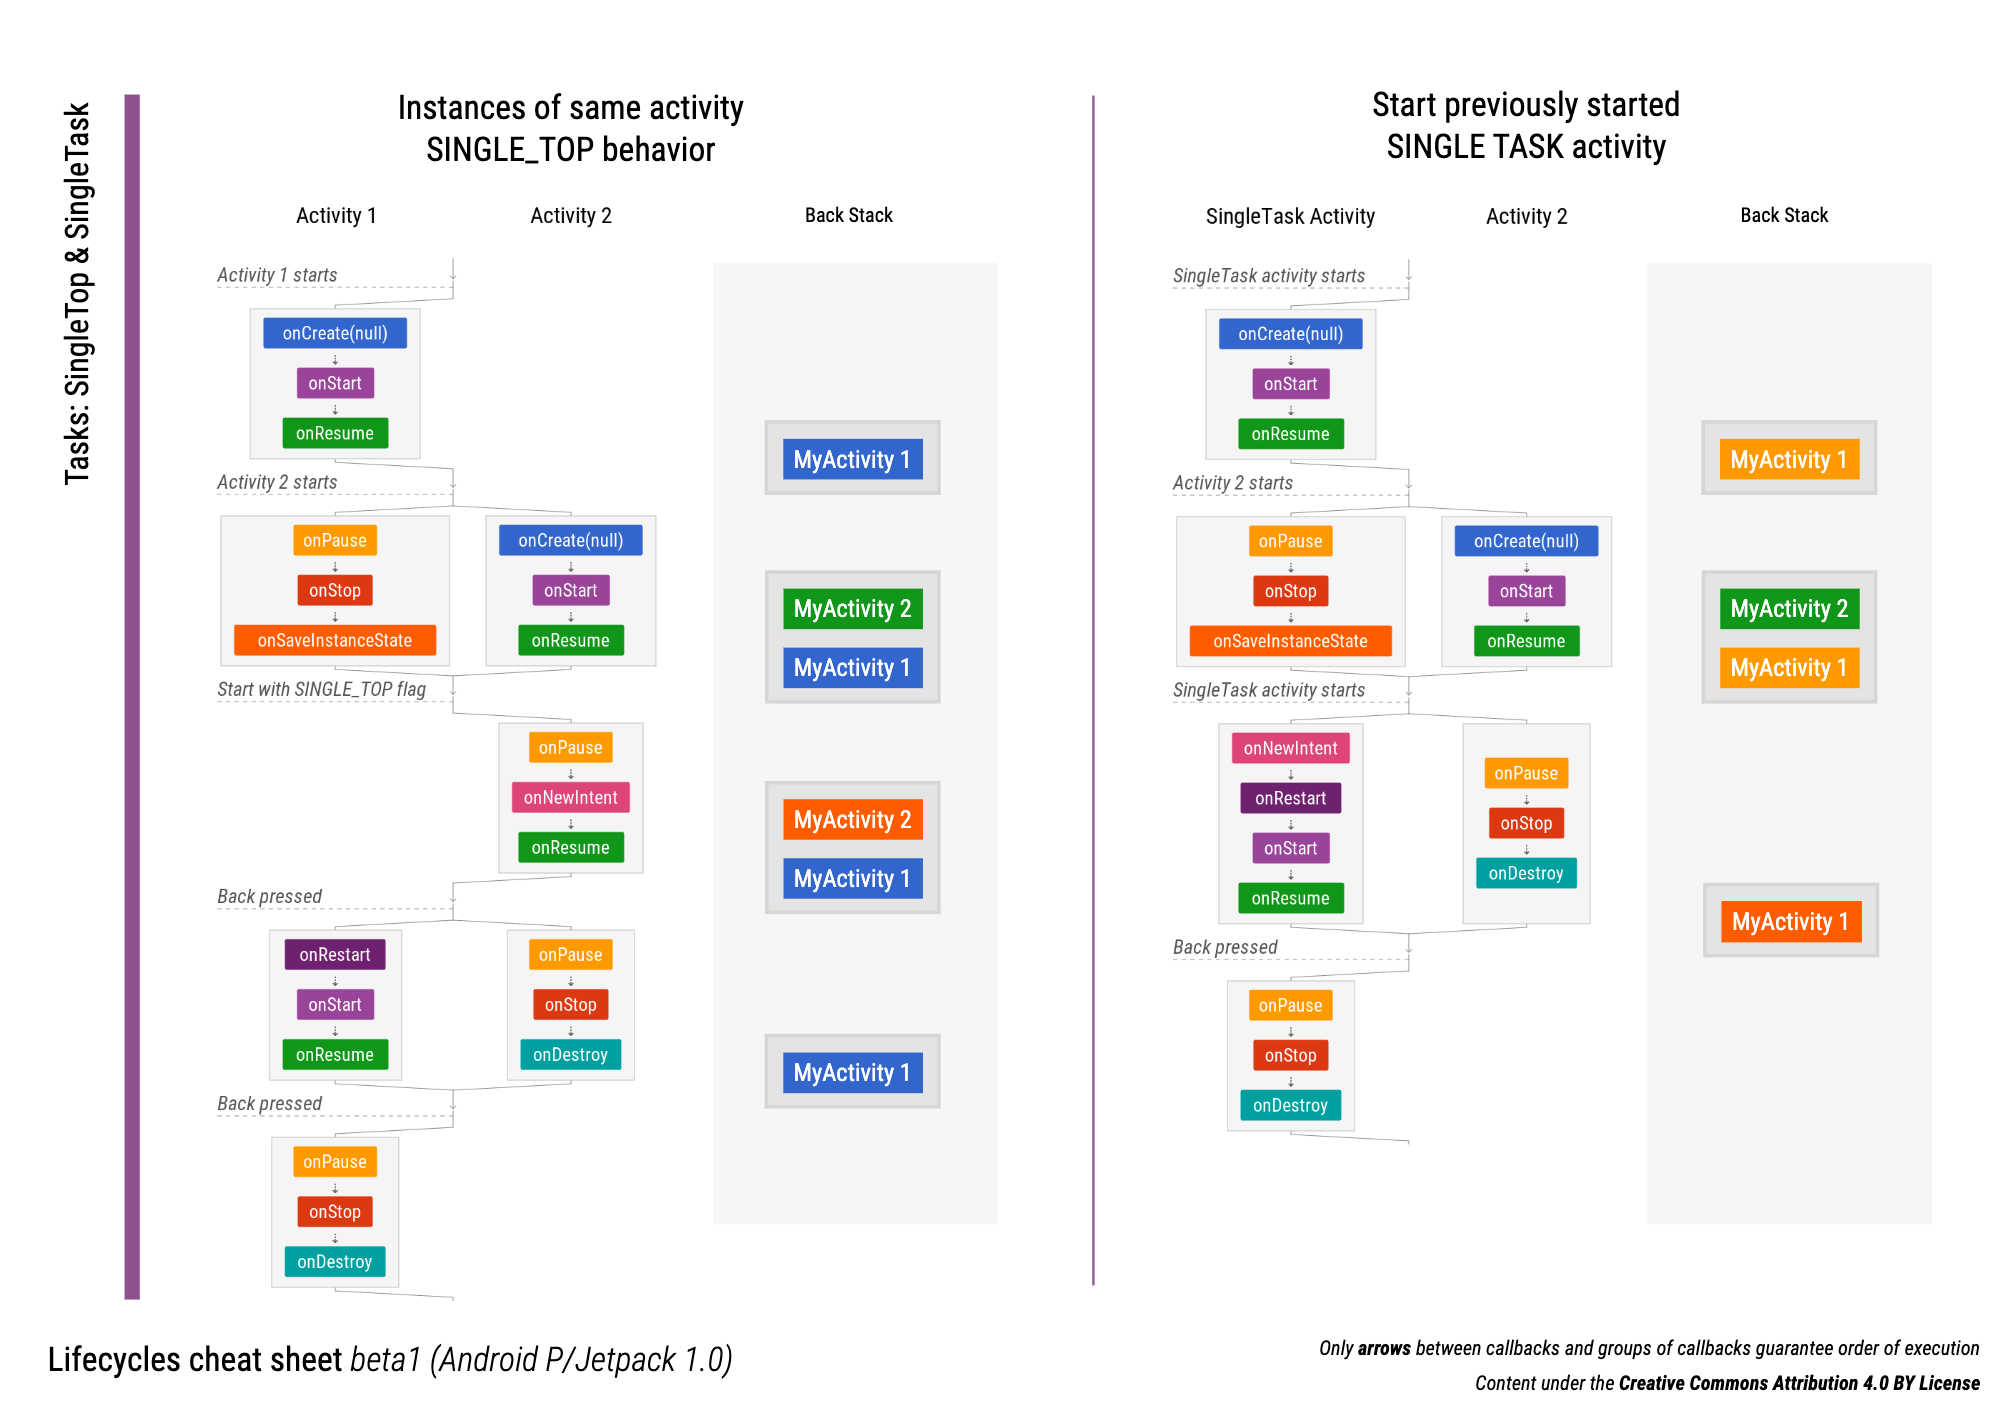 Tasks: SingleTop & SingleTask
Instances of same activity
SINGLE_TOP behavior
Activity 1
Activity 2
Back Stack
Activity 1 starts
onCreate(null)
onStart
onResume
MyActivity 1
Activity 2 starts
onPause
onStop
onSaveInstanceState
onCreate(null)
onStart
onResume
MyActivity 2
MyActivity 1
Start with SINGLE_TOP flag
onPause
onNewIntent
onResume
MyActivity 2
MyActivity 1
Back pressed
onRestart
onStart
onResume
onPause
onStop
onDestroy
MyActivity 1
Back pressed
onPause
onStop
onDestroy
Start previously started
SINGLE TASK activity
SingleTask Activity
Activity 2
Back Stack
SingleTask activity starts
onCreate(null)
onStart
onResume
MyActivity 1
Activity 2 starts
onPause
onStop
onSaveInstanceState
onCreate(null)
onStart
onResume
MyActivity 2
MyActivity 1
SingleTask activity starts
onNewIntent
onRestart
onStart
onResume
onPause
onStop
onDestroy
MyActivity 1
Back pressed
onPause
onStop
onDestroy
Lifecycles cheat sheet beta1 (Android P/Jetpack 1.0)
Only arrows between callbacks and groups of callbacks guarantee order of execution
Content under the Creative Commons Attribution 4.0 BY License